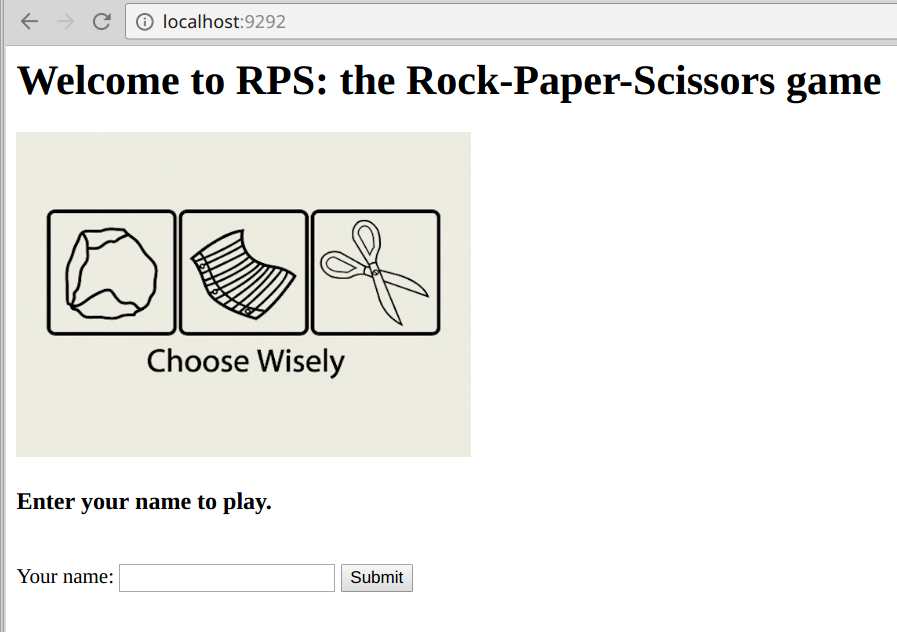 localhost:9292
Welcome to RPS: the Rock-Paper-Scissors game
Choose Wisely
Enter your name to play.
Your name: Submit